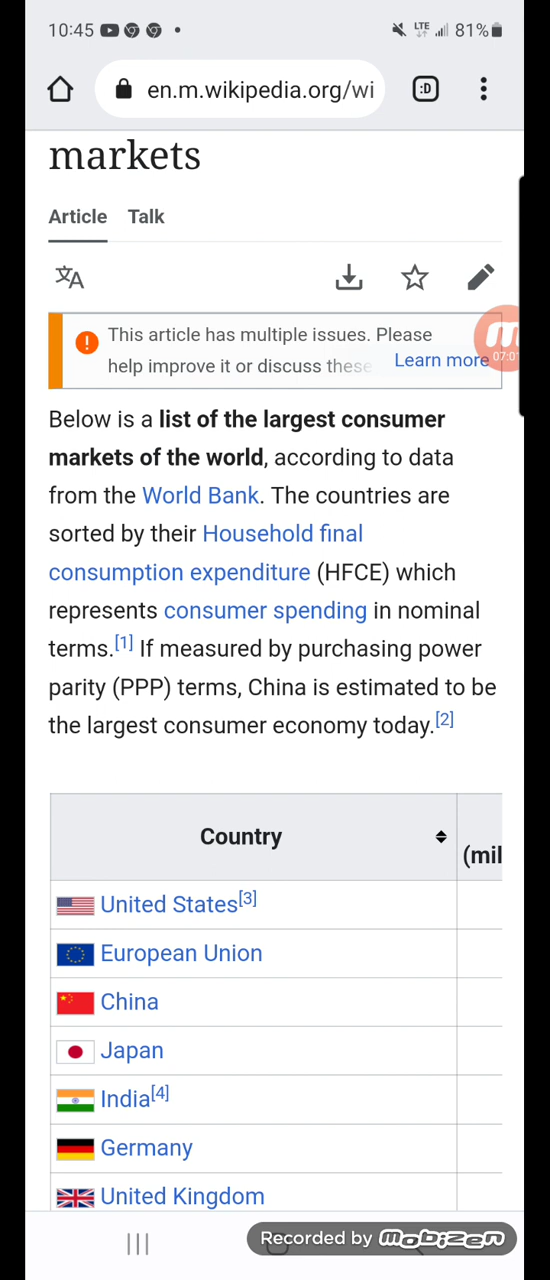 10:45
LTE
81%
en.m.wikipedia.org/wi
:D
markets
Article Talk
This article has multiple issues. Please
help improve it or discuss these Learn more
07:0
Below is a list of the largest consumer
markets of the world, according to data
from the World Bank. The countries are
sorted by their Household final
consumption expenditure (HFCE) which
represents consumer spending in nominal
terms.[1] If measured by purchasing power
parity (PPP) terms, China is estimated to be
the largest consumer economy today.[2]
Country
(mil
United States[3]
European Union
China
Japan
India[4]
Germany
United Kingdom
Recorded by mobizen